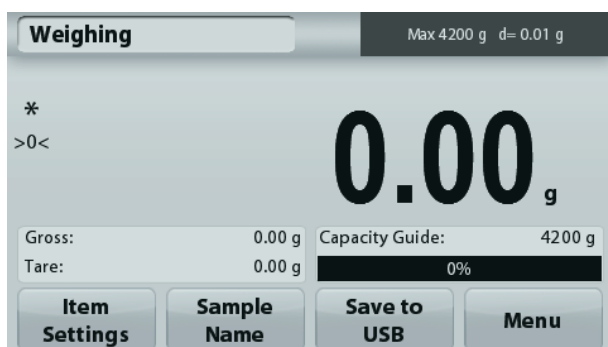 Weighing
Max 4200 g d= 0.01 g
*
>0<
0.00 g
Gross: 0.00 g
Tare: 0.00 g
Capacity Guide: 4200 g
0%
Item Settings
Sample Name
Save to USB
Menu